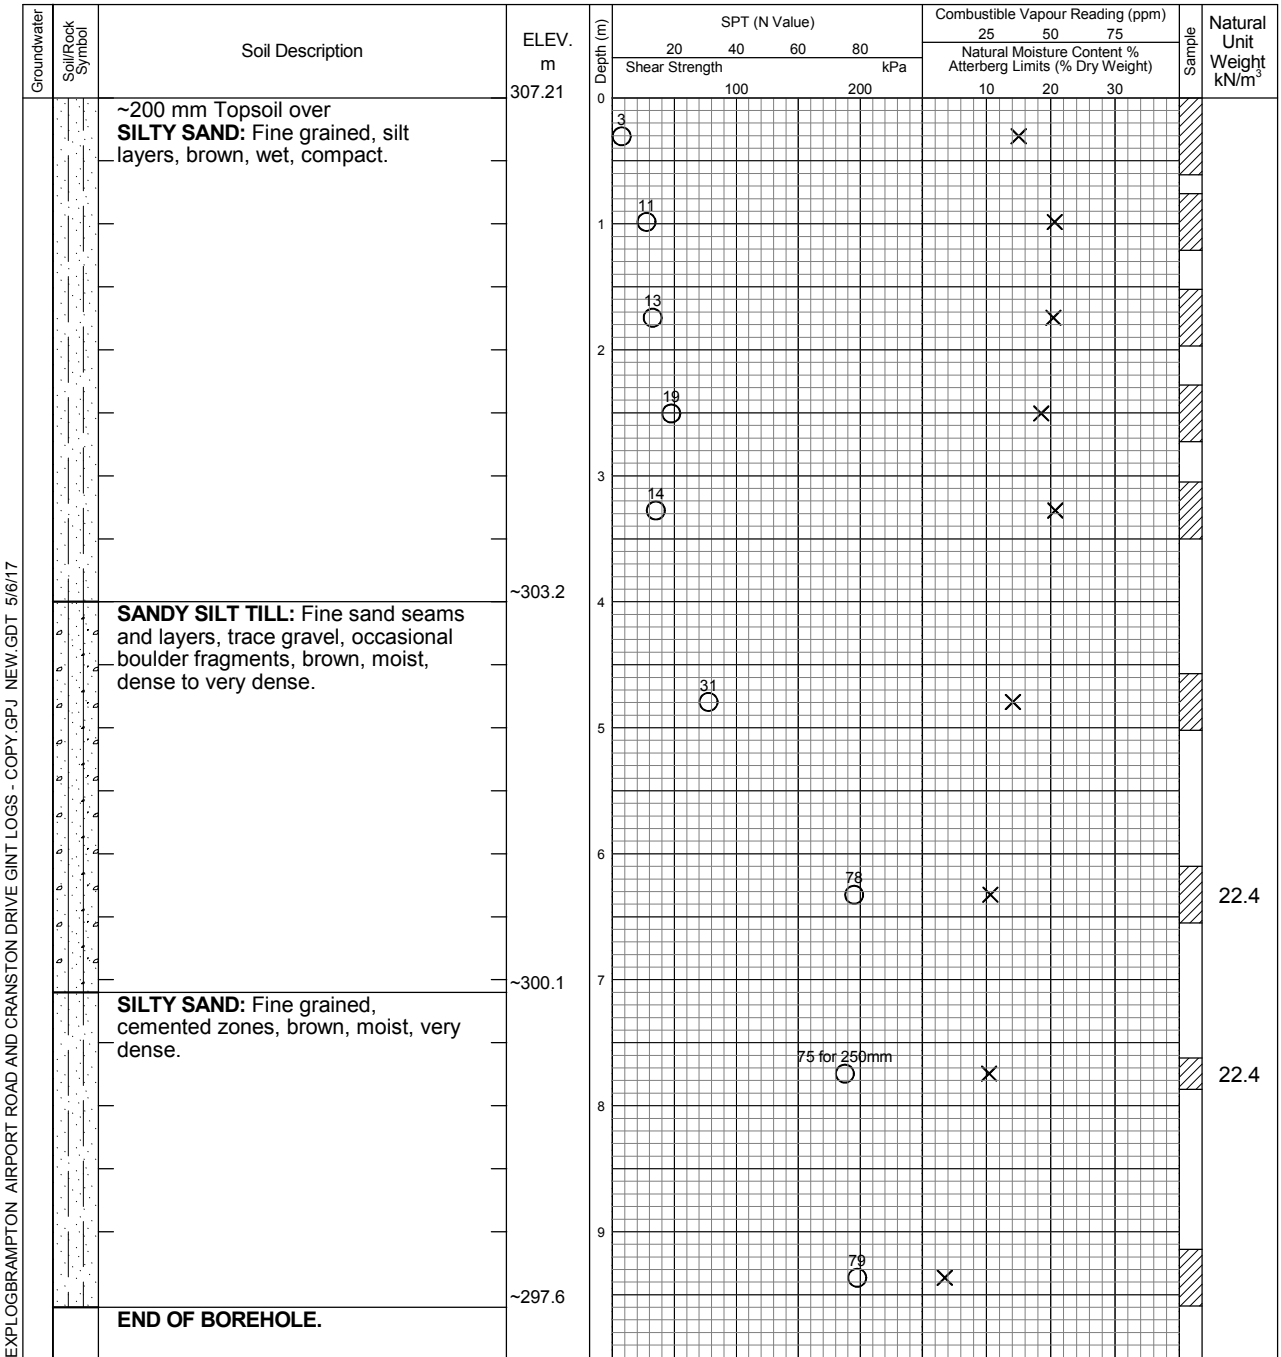 Groundwater
Soil/Rock
Symbol
Soil Description
ELEV.
m
Depth (m)
SPT (N Value)
20 40 60 80
Shear Strength kPa
100 200
Combustible Vapour Reading (ppm)
25 50 75
Natural Moisture Content %
Atterberg Limits (% Dry Weight)
10 20 30
Sample
Natural
Unit
Weight
kN/m³
307.21
0
~200 mm Topsoil over
SILTY SAND: Fine grained, silt
layers, brown, wet, compact.
3
11
1
13
2
19
3
14
~303.2
4
SANDY SILT TILL: Fine sand seams
and layers, trace gravel, occasional
boulder fragments, brown, moist,
dense to very dense.
31
5
6
78
22.4
7
~300.1
SILTY SAND: Fine grained,
cemented zones, brown, moist, very
dense.
75 for 250mm
22.4
8
9
79
~297.6
END OF BOREHOLE.
EXPLOGBRAMPTON AIRPORT ROAD AND CRANSTON DRIVE GINT LOGS - COPY.GPJ NEW.GDT 5/6/17